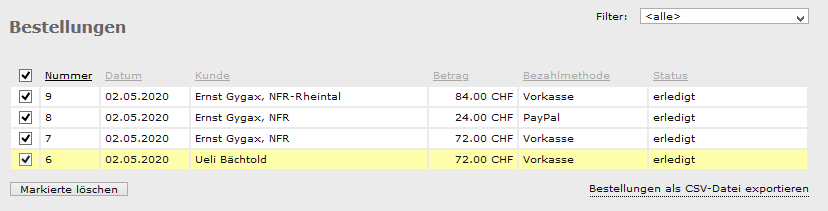 Filter: <alle>
Bestellungen
Nummer Datum Kunde Betrag Bezahlmethode Status
9 02.05.2020 Ernst Gygax, NFR-Rheintal 84.00 CHF Vorkasse erledigt
8 02.05.2020 Ernst Gygax, NFR 24.00 CHF PayPal erledigt
7 02.05.2020 Ernst Gygax, NFR 72.00 CHF Vorkasse erledigt
6 02.05.2020 Ueli Bächtold 72.00 CHF Vorkasse erledigt
Markierte löschen Bestellungen als CSV-Datei exportieren